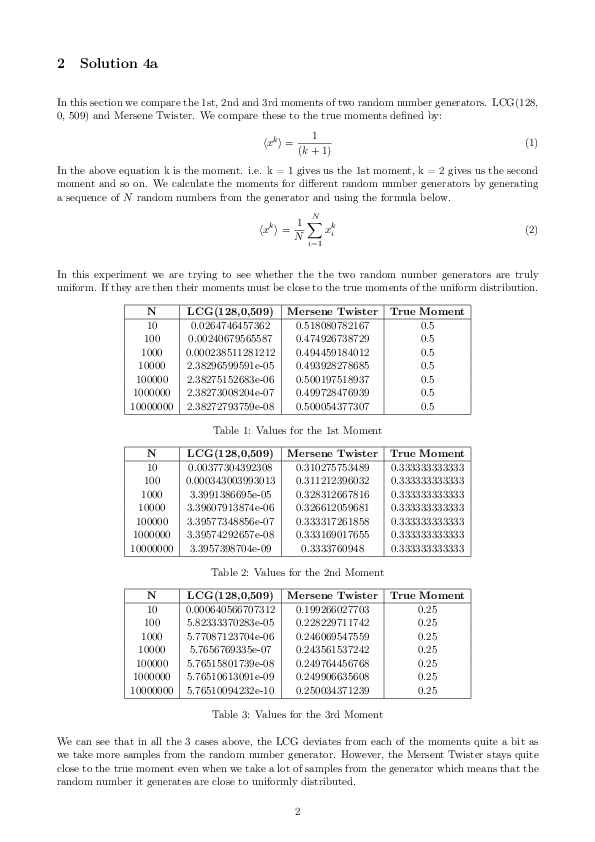 2 Solution 4a
In this section we compare the 1st, 2nd and 3rd moments of two random number generators. LCG(128,
0, 509) and Mersene Twister. We compare these to the true moments defined by:
⟨x^k⟩ = 1/(k + 1) (1)
In the above equation k is the moment. i.e. k = 1 gives us the 1st moment, k = 2 gives us the second
moment and so on. We calculate the moments for different random number generators by generating
a sequence of N random numbers from the generator and using the formula below.
⟨x^k⟩ = 1/N ∑_{i=1}^{N} x_i^k (2)
In this experiment we are trying to see whether the the two random number generators are truly
uniform. If they are then their moments must be close to the true moments of the uniform distribution.
N LCG(128,0,509) Mersene Twister True Moment
10 0.0264746457362 0.518080782167 0.5
100 0.00240679565587 0.474926738729 0.5
1000 0.000238511281212 0.494459184012 0.5
10000 2.38296599591e-05 0.493928278685 0.5
100000 2.38275152683e-06 0.500197518937 0.5
1000000 2.38273008204e-07 0.499728476939 0.5
10000000 2.38272793759e-08 0.500054377307 0.5
Table 1: Values for the 1st Moment
N LCG(128,0,509) Mersene Twister True Moment
10 0.00377304392308 0.310275753489 0.333333333333
100 0.000343003993013 0.311212396032 0.333333333333
1000 3.3991386695e-05 0.328312667816 0.333333333333
10000 3.39607913874e-06 0.326612059681 0.333333333333
100000 3.39577348856e-07 0.333317261858 0.333333333333
1000000 3.39574292657e-08 0.333169017655 0.333333333333
10000000 3.3957398704e-09 0.3333760948 0.333333333333
Table 2: Values for the 2nd Moment
N LCG(128,0,509) Mersene Twister True Moment
10 0.000640566707312 0.199266027703 0.25
100 5.82333370283e-05 0.228229711742 0.25
1000 5.77087123704e-06 0.246069547559 0.25
10000 5.7656769335e-07 0.243561537242 0.25
100000 5.76515801739e-08 0.249764456768 0.25
1000000 5.76510613091e-09 0.249906635608 0.25
10000000 5.76510094232e-10 0.250034371239 0.25
Table 3: Values for the 3rd Moment
We can see that in all the 3 cases above, the LCG deviates from each of the moments quite a bit as
we take more samples from the random number generator. However, the Mersent Twister stays quite
close to the true moment even when we take a lot of samples from the generator which means that the
random number it generates are close to uniformly distributed.
2